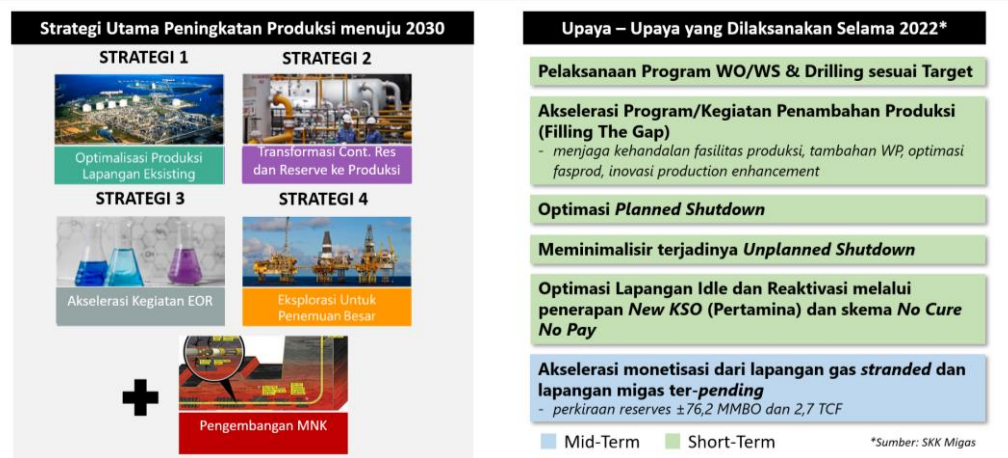 Strategi Utama Peningkatan Produksi menuju 2030
STRATEGI 1
STRATEGI 2
Optimalisasi Produksi
Lapangan Eksisting
Transformasi Cont. Res
dan Reserve ke Produksi
STRATEGI 3
STRATEGI 4
Akselerasi Kegiatan EOR
Eksplorasi Untuk
Penemuan Besar
Pengembangan MNK
Upaya – Upaya yang Dilaksanakan Selama 2022*
Pelaksanaan Program WO/WS & Drilling sesuai Target
Akselerasi Program/Kegiatan Penambahan Produksi
(Filling The Gap)
- menjaga kehandalan fasilitas produksi, tambahan WP, optimasi
fasprod, inovasi production enhancement
Optimasi Planned Shutdown
Meminimalisir terjadinya Unplanned Shutdown
Optimasi Lapangan Idle dan Reaktivasi melalui
penerapan New KSO (Pertamina) dan skema No Cure
No Pay
Akselerasi monetisasi dari lapangan gas stranded dan
lapangan migas ter-pending
- perkiraan reserves ±76,2 MMBO dan 2,7 TCF
Mid-Term
Short-Term
*Sumber: SKK Migas